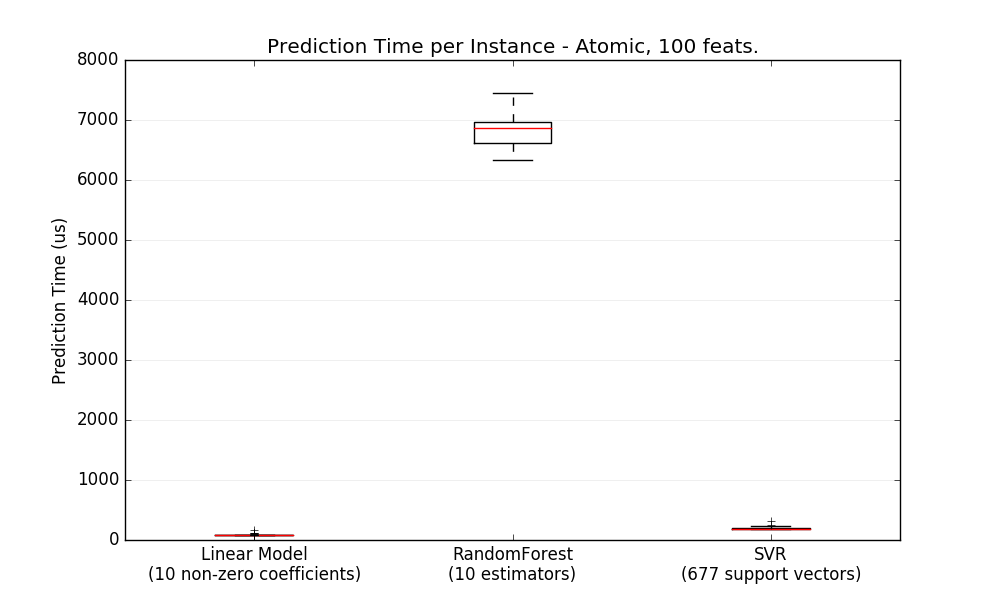 Prediction Time per Instance - Atomic, 100 feats.
8000
7000
6000
5000
4000
3000
2000
1000
0
Prediction Time (us)
Linear Model
(10 non-zero coefficients)
RandomForest
(10 estimators)
SVR
(677 support vectors)